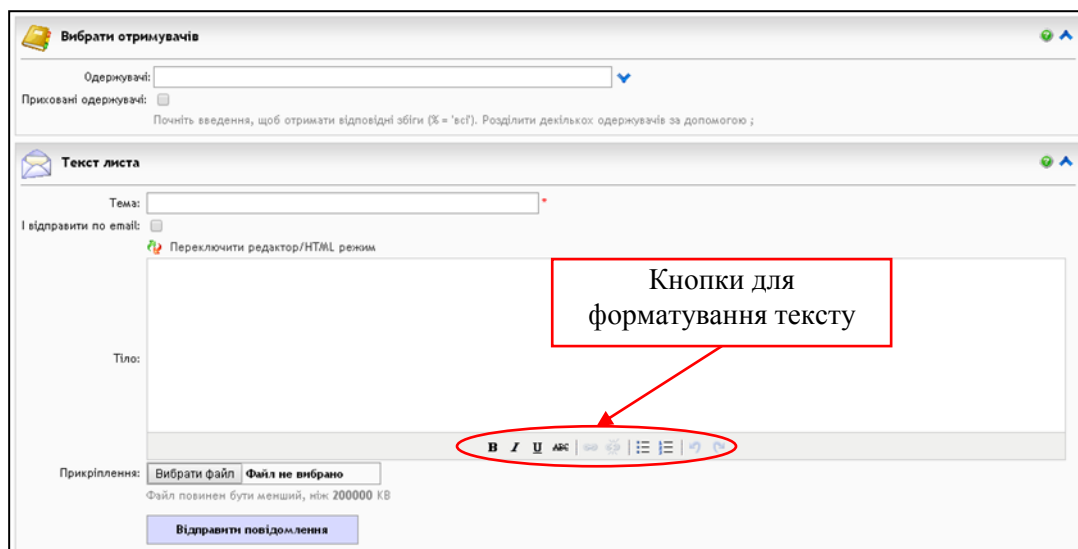 Вибрати отримувачів
Одержувачі:
Приховані одержувачі:
Почніть введення, щоб отримати відповідні збіги (% = 'всі'). Розділити декількох одержувачів за допомогою ;
Текст листа
Тема: *
І відправити по email:
Переключити редактор/HTML режим
Кнопки для
форматування тексту
Тіло:
B I U ABC
Прикріплення: Вибрати файл Файл не вибрано
Файл повинен бути менший, ніж 200000 KB
Відправити повідомлення